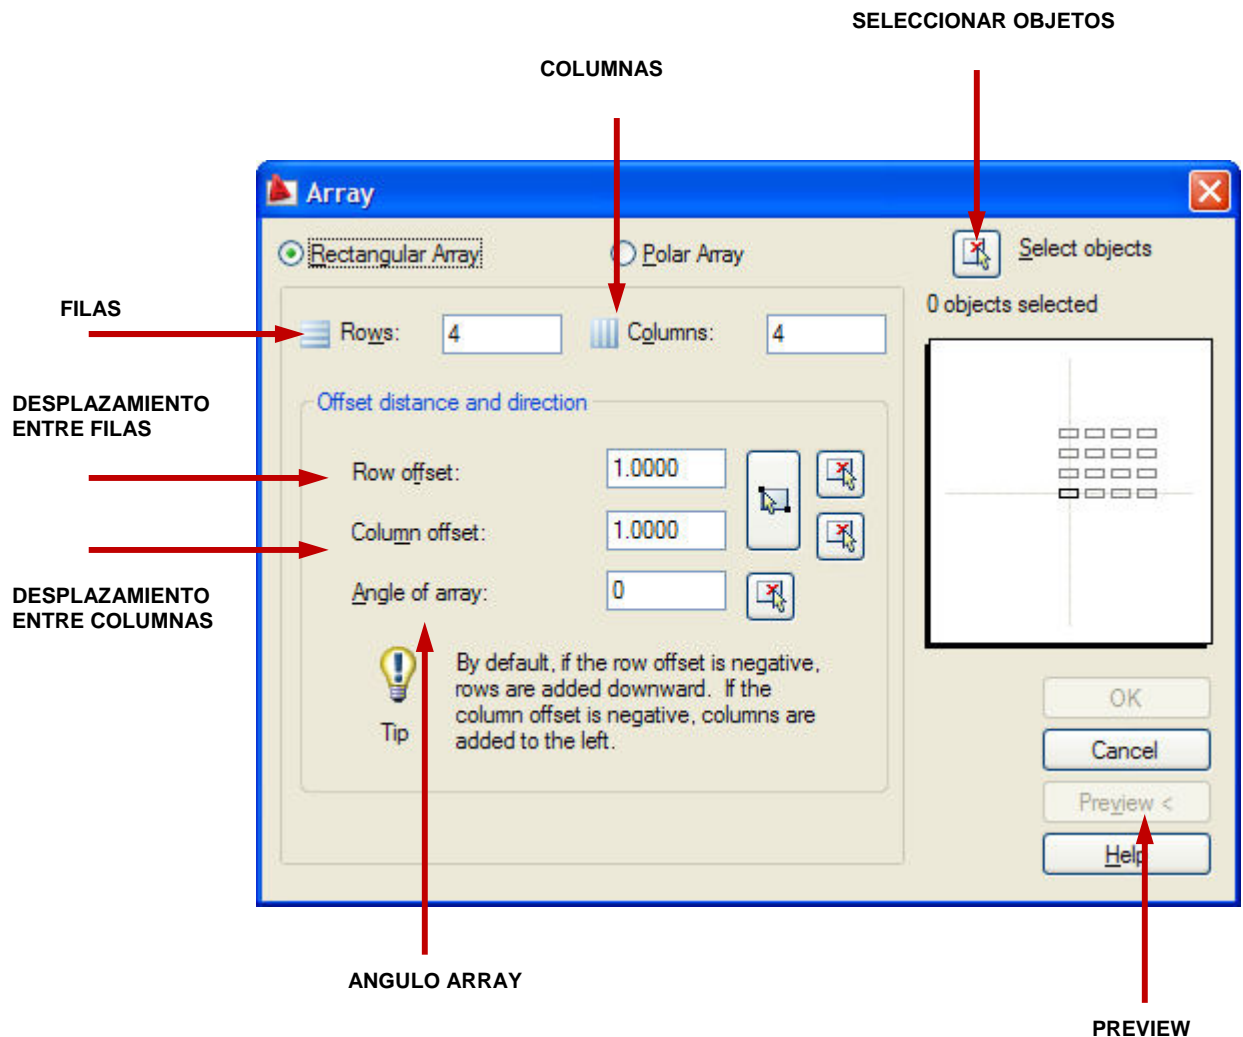 SELECCIONAR OBJETOS
COLUMNAS
Array
Rectangular Array
Polar Array
Select objects
0 objects selected
FILAS
Rows:
4
Columns:
4
DESPLAZAMIENTO
ENTRE FILAS
Offset distance and direction
Row offset:
1.0000
Column offset:
1.0000
DESPLAZAMIENTO
ENTRE COLUMNAS
Angle of array:
0
By default, if the row offset is negative,
rows are added downward. If the
column offset is negative, columns are
added to the left.
Tip
OK
Cancel
Preview <
Help
ANGULO ARRAY
PREVIEW